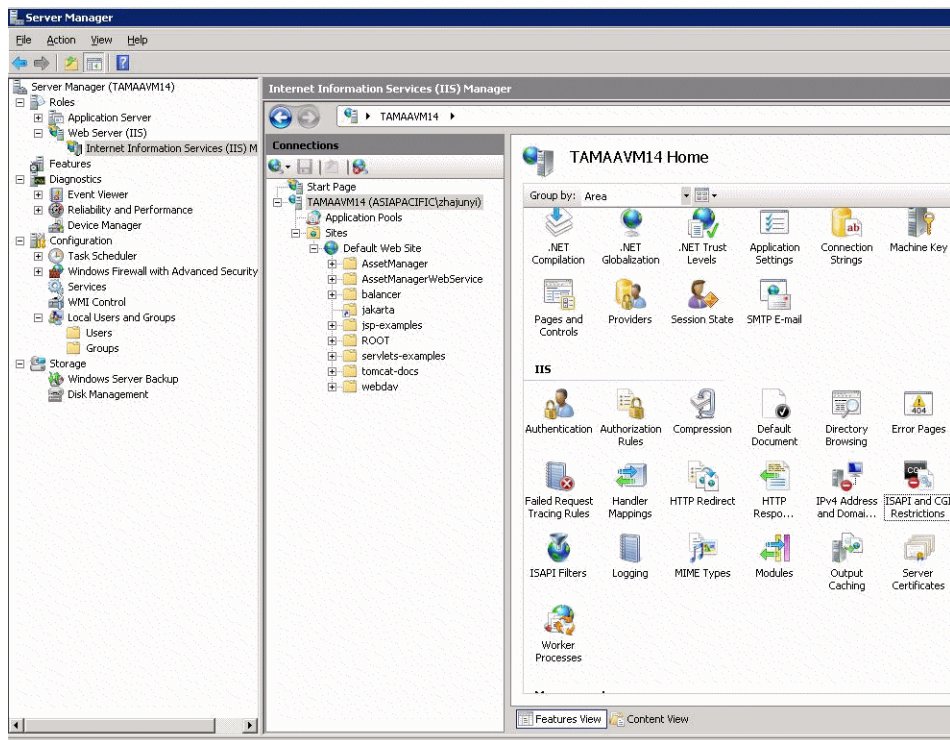 Server Manager
File Action View Help
Server Manager (TAMAAVM14)
Roles
Application Server
Web Server (IIS)
Internet Information Services (IIS) M
Features
Diagnostics
Event Viewer
Reliability and Performance
Device Manager
Configuration
Task Scheduler
Windows Firewall with Advanced Security
Services
WMI Control
Local Users and Groups
Users
Groups
Storage
Windows Server Backup
Disk Management
Internet Information Services (IIS) Manager
TAMAAVM14
Connections
Start Page
TAMAAVM14 (ASIAPACIFIC\zhajunyi)
Application Pools
Sites
Default Web Site
AssetManager
AssetManagerWebService
balancer
jakarta
jsp-examples
ROOT
servlets-examples
tomcat-docs
webdav
TAMAAVM14 Home
Group by: Area
.NET Compilation
.NET Globalization
.NET Trust Levels
Application Settings
Connection Strings
Machine Key
Pages and Controls
Providers
Session State
SMTP E-mail
IIS
Authentication
Authorization Rules
Compression
Default Document
Directory Browsing
Error Pages
Failed Request Tracing Rules
Handler Mappings
HTTP Redirect
HTTP Respo...
IPv4 Address and Domai...
ISAPI and CGI Restrictions
ISAPI Filters
Logging
MIME Types
Modules
Output Caching
Server Certificates
Worker Processes
Features View
Content View